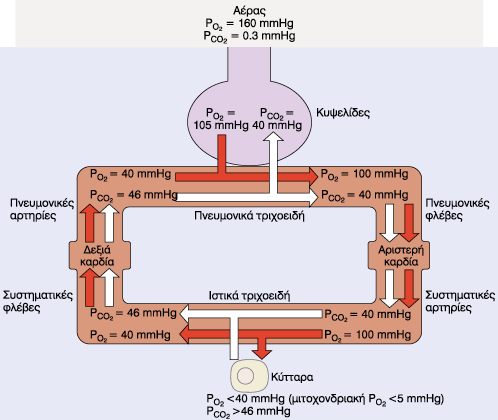 Αέρας
PO2 = 160 mmHg
PCO2 = 0.3 mmHg
PO2 =
105 mmHg
PCO2 =
40 mmHg
Κυψελίδες
PO2 = 40 mmHg
PO2 = 100 mmHg
PCO2 = 46 mmHg
PCO2 = 40 mmHg
Πνευμονικές
αρτηρίες
Πνευμονικά τριχοειδή
Πνευμονικές
φλέβες
Δεξιά
καρδία
Αριστερή
καρδία
Συστηματικές
φλέβες
Ιστικά τριχοειδή
Συστηματικές
αρτηρίες
PCO2 = 46 mmHg
PCO2 = 40 mmHg
PO2 = 40 mmHg
PO2 = 100 mmHg
Κύτταρα
PO2 <40 mmHg (μιτοχονδριακή PO2 <5 mmHg)
PCO2 >46 mmHg